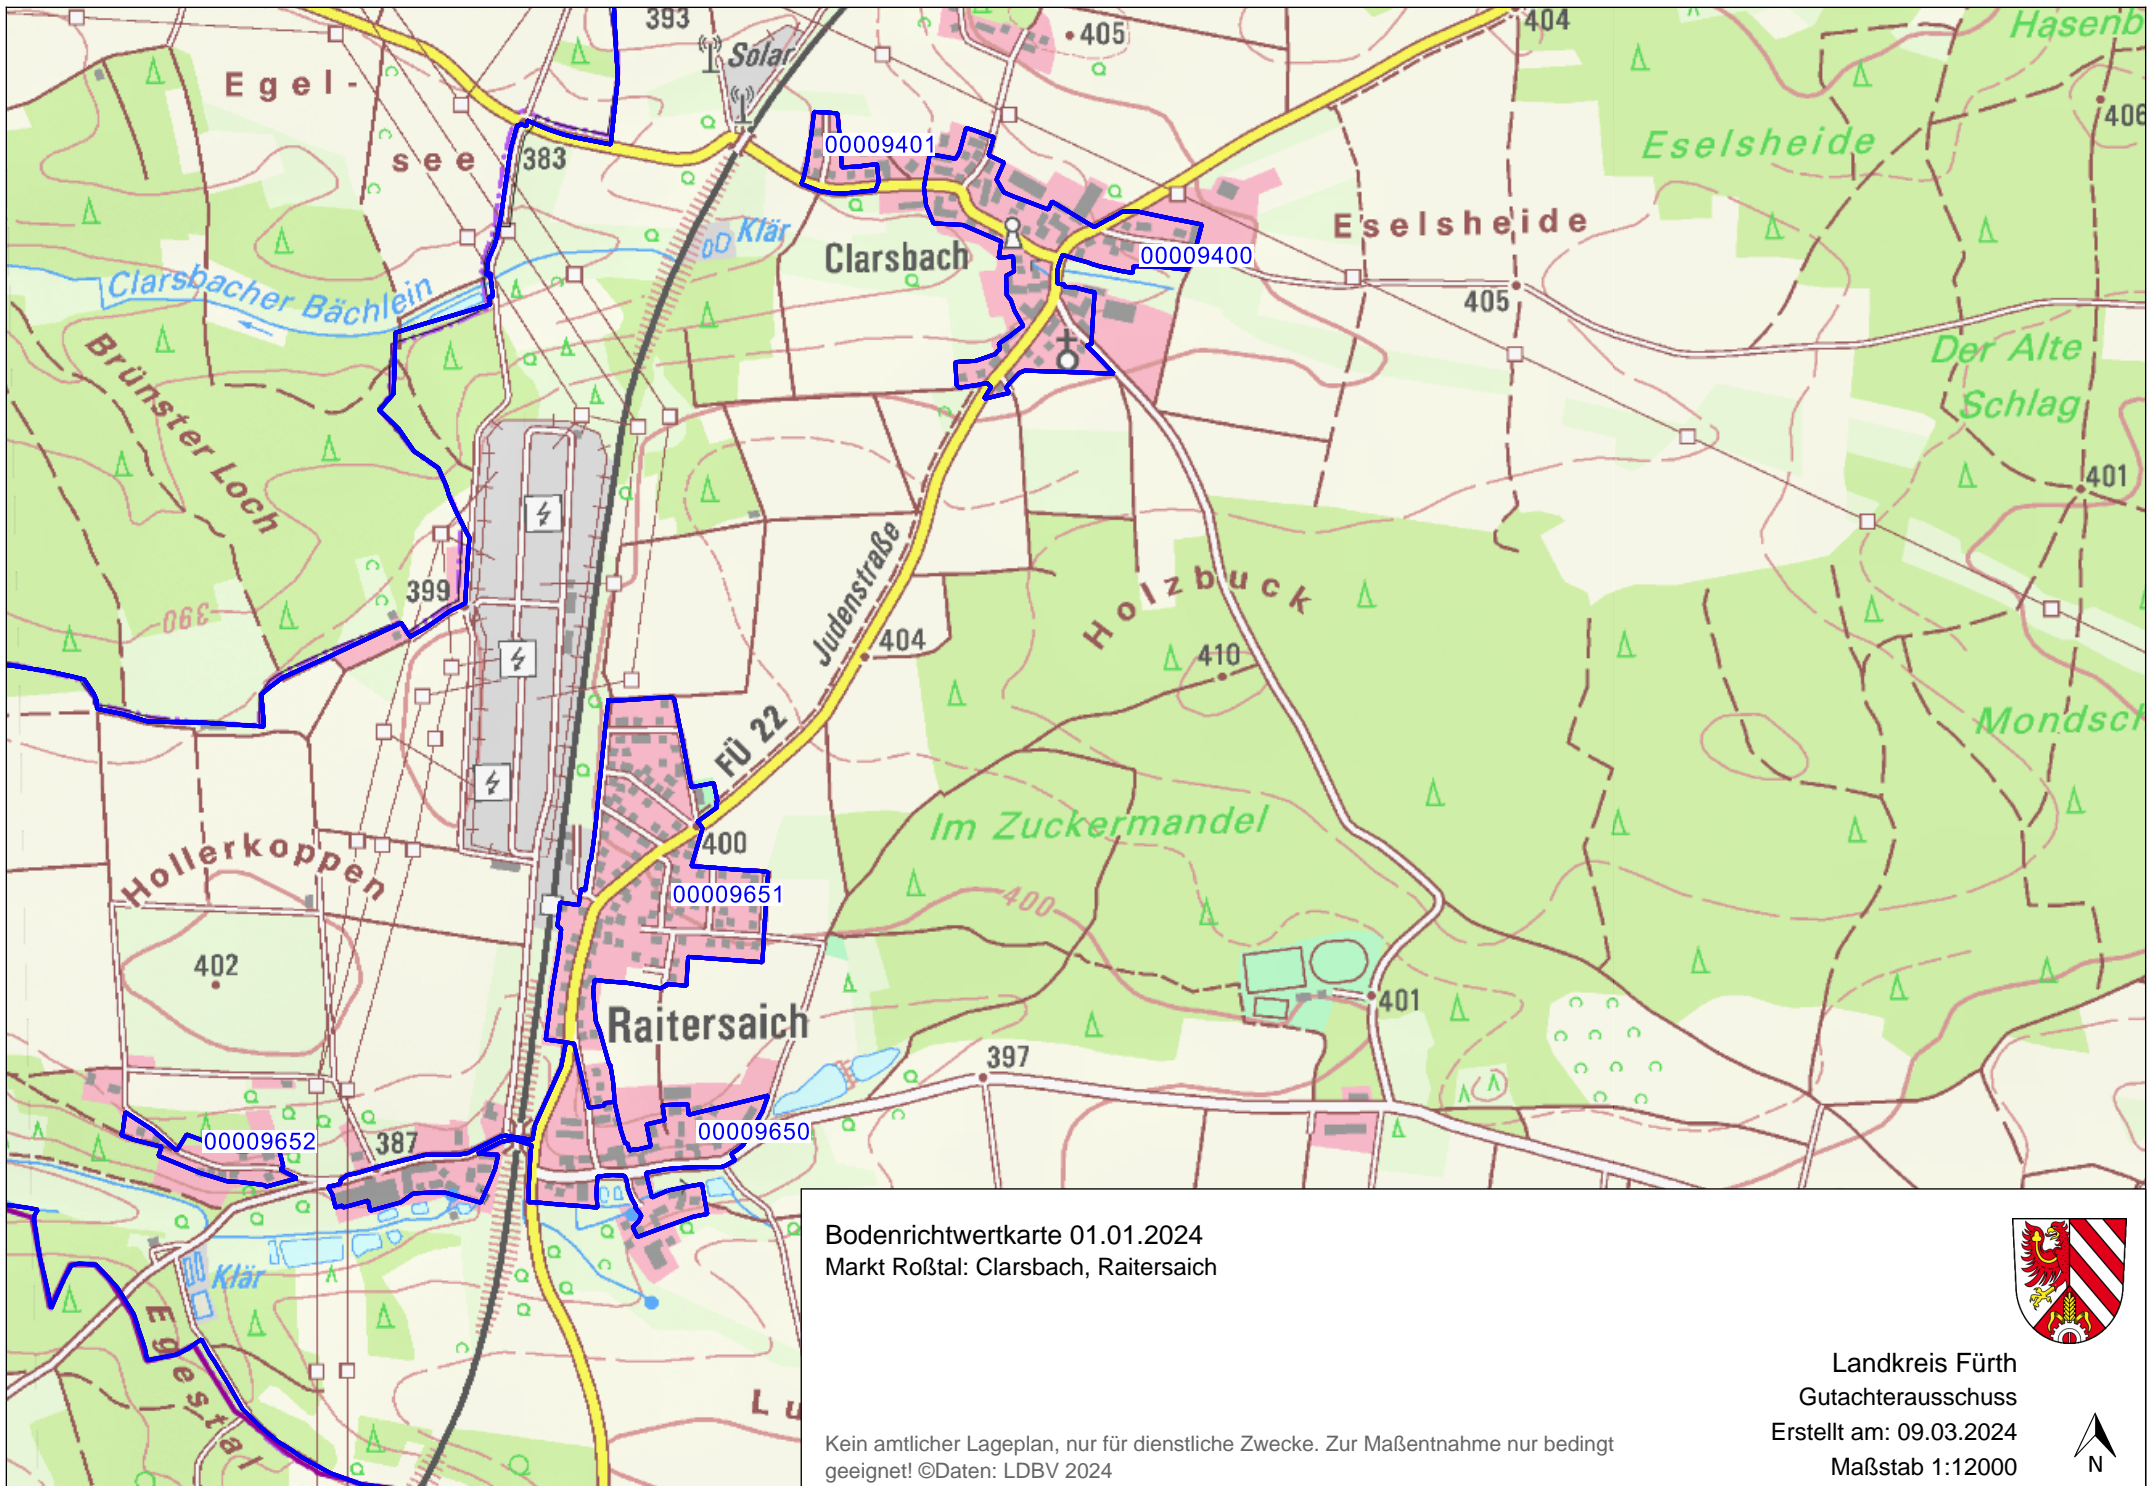 393
Solar
405
404
Hasenb
Egel-
see
383
00009401
406
Eselsheide
Eselsheide
Klär
Clarsbach
00009400
Clarsbacher Bächlein
405
Brünster Loch
Der Alte
Schlag
401
Judenstraße
399
390
Holzbuck
404
410
FÜ 22
Mondsch
Im Zuckermandel
400
Hollerkoppen
00009651
400
402
Raitersaich
401
397
00009652
387
00009650
Klär
Egestal
Lu
Bodenrichtwertkarte 01.01.2024
Markt Roßtal: Clarsbach, Raitersaich
Landkreis Fürth
Gutachterausschuss
Erstellt am: 09.03.2024
Maßstab 1:12000
N
Kein amtlicher Lageplan, nur für dienstliche Zwecke. Zur Maßentnahme nur bedingt
geeignet! ©Daten: LDBV 2024